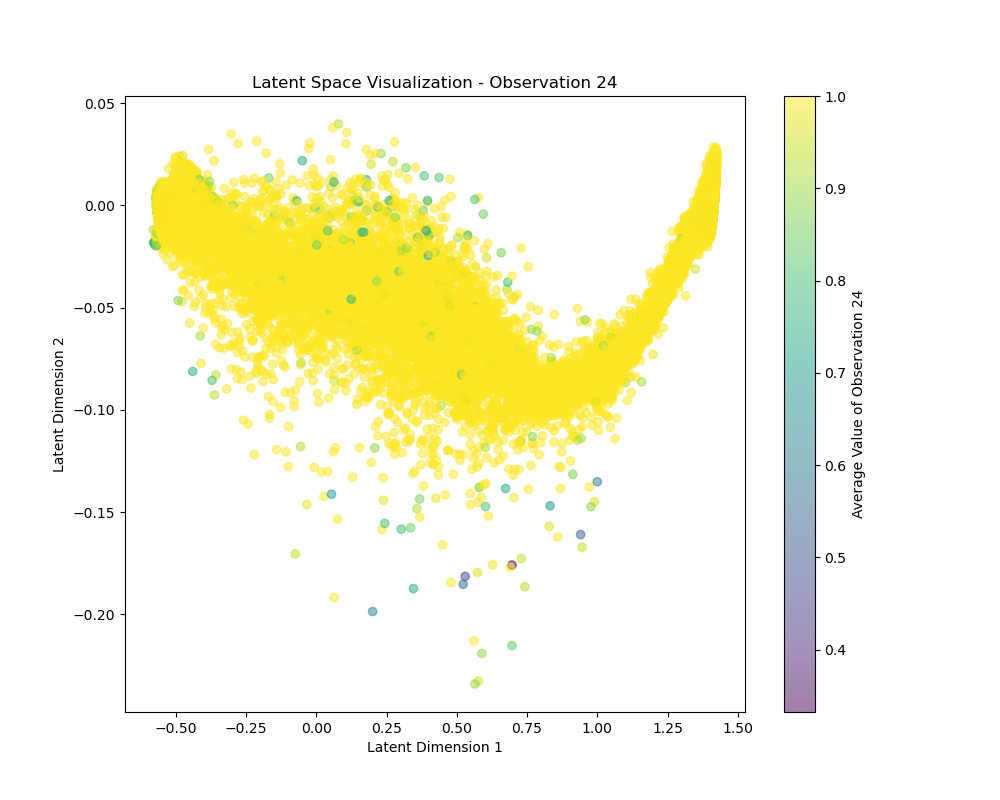 Latent Space Visualization - Observation 24
0.05
0.00
−0.05
−0.10
−0.15
−0.20
Latent Dimension 2
−0.50 −0.25 0.00 0.25 0.50 0.75 1.00 1.25 1.50
Latent Dimension 1
1.0
0.9
0.8
0.7
0.6
0.5
0.4
Average Value of Observation 24